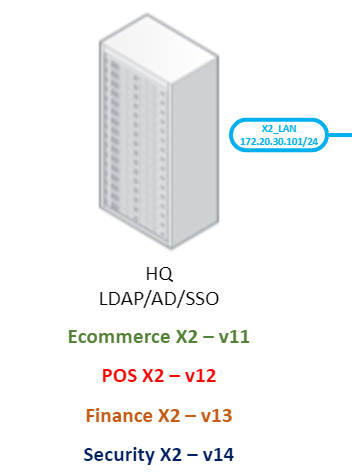 X2_LAN
172.20.30.101/24
HQ
LDAP/AD/SSO
Ecommerce X2 – v11
POS X2 – v12
Finance X2 – v13
Security X2 – v14